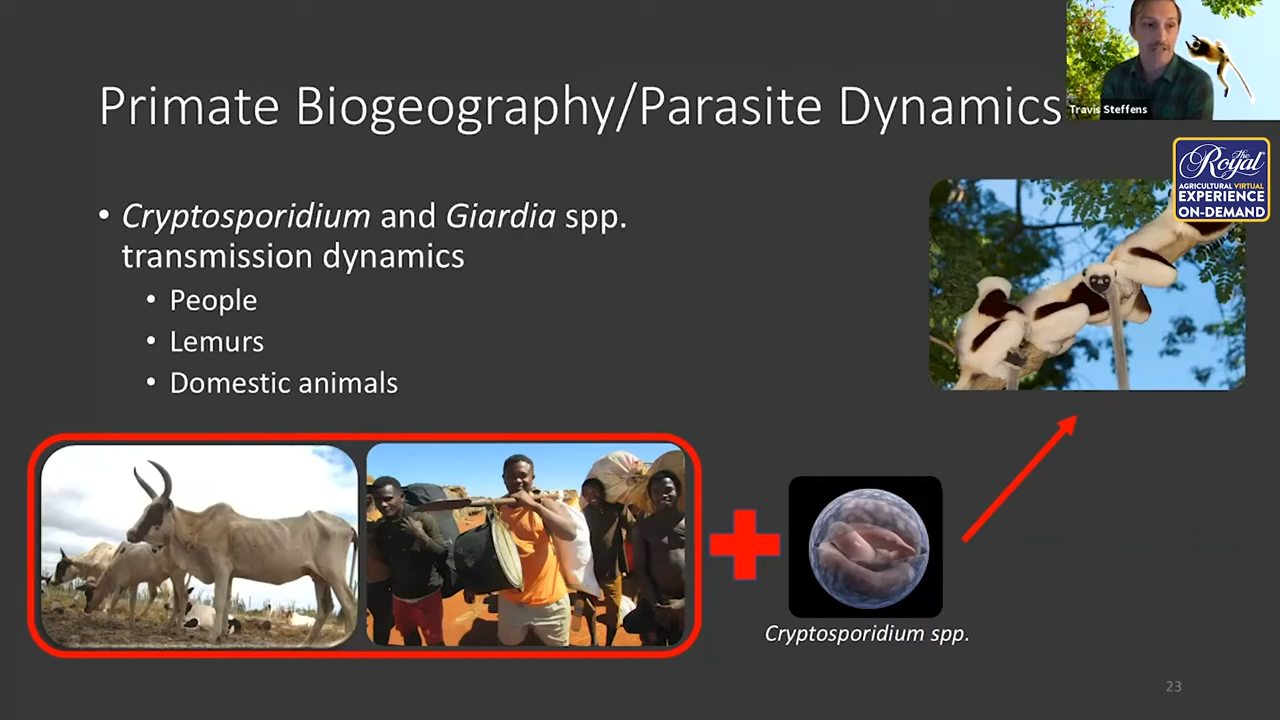 Primate Biogeography/Parasite Dynamics
Travis Steffens
The
Royal
AGRICULTURAL VIRTUAL
EXPERIENCE
ON-DEMAND
• Cryptosporidium and Giardia spp.
transmission dynamics
• People
• Lemurs
• Domestic animals
Cryptosporidium spp.
23